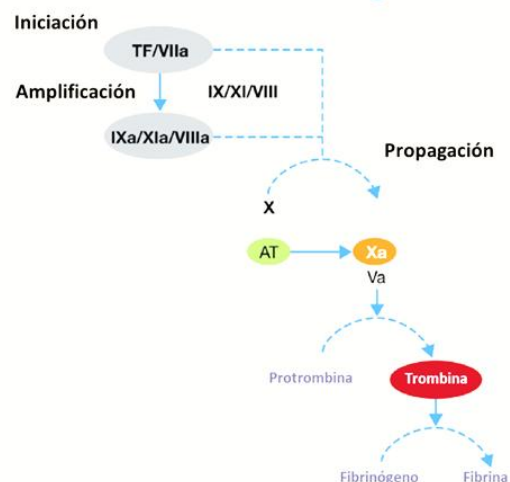 Iniciación
TF/VIIa
Amplificación
IX/XI/VIII
IXa/XIa/VIIIa
Propagación
X
AT
Xa
Va
Protrombina
Trombina
Fibrinógeno
Fibrina